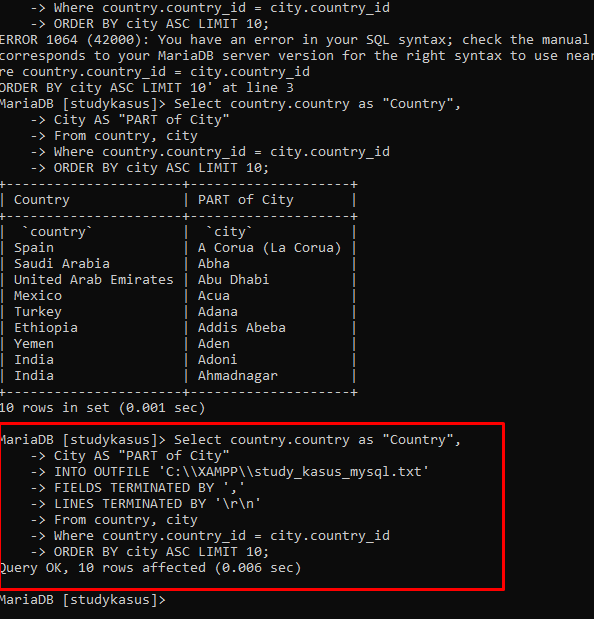 -> Where country.country_id = city.country_id
-> ORDER BY city ASC LIMIT 10;
ERROR 1064 (42000): You have an error in your SQL syntax; check the manual
corresponds to your MariaDB server version for the right syntax to use near
re country.country_id = city.country_id
ORDER BY city ASC LIMIT 10' at line 3
MariaDB [studykasus]> Select country.country as "Country",
-> City AS "PART of City"
-> From country, city
-> Where country.country_id = city.country_id
-> ORDER BY city ASC LIMIT 10;
+----------------------+--------------------+
| Country | PART of City |
+----------------------+--------------------+
| `country` | `city` |
| Spain | A Corua (La Corua) |
| Saudi Arabia | Abha |
| United Arab Emirates | Abu Dhabi |
| Mexico | Acua |
| Turkey | Adana |
| Ethiopia | Addis Abeba |
| Yemen | Aden |
| India | Adoni |
| India | Ahmadnagar |
+----------------------+--------------------+
10 rows in set (0.001 sec)
MariaDB [studykasus]> Select country.country as "Country",
-> City AS "PART of City"
-> INTO OUTFILE 'C:\\XAMPP\\study_kasus_mysql.txt'
-> FIELDS TERMINATED BY ','
-> LINES TERMINATED BY '\r\n'
-> From country, city
-> Where country.country_id = city.country_id
-> ORDER BY city ASC LIMIT 10;
Query OK, 10 rows affected (0.006 sec)
MariaDB [studykasus]>